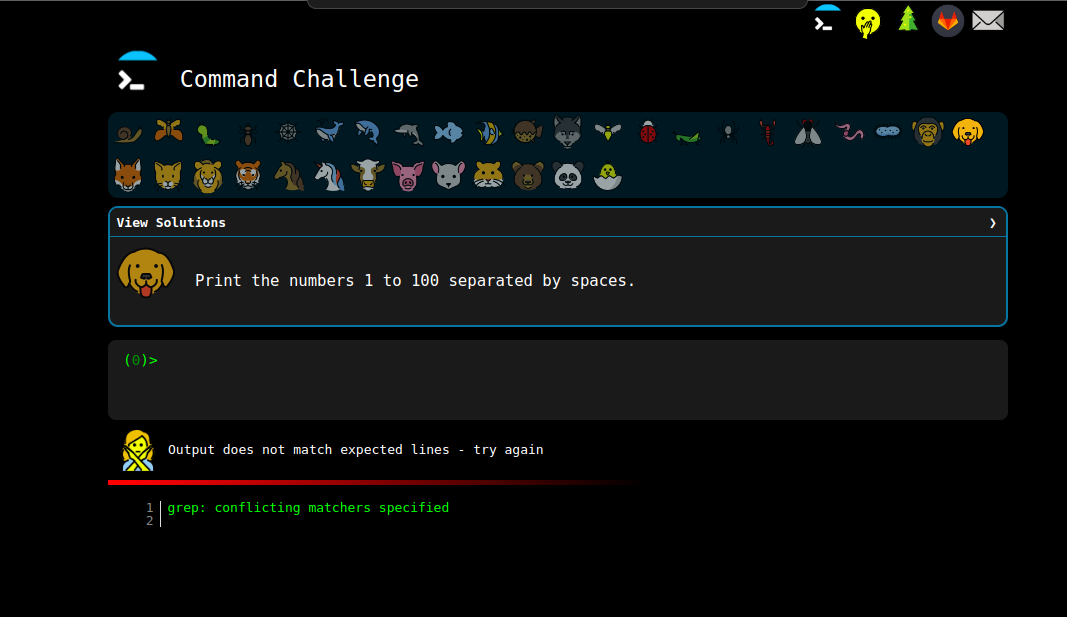 Command Challenge
View Solutions ❯
Print the numbers 1 to 100 separated by spaces.
(0)>
Output does not match expected lines - try again
1 grep: conflicting matchers specified
2